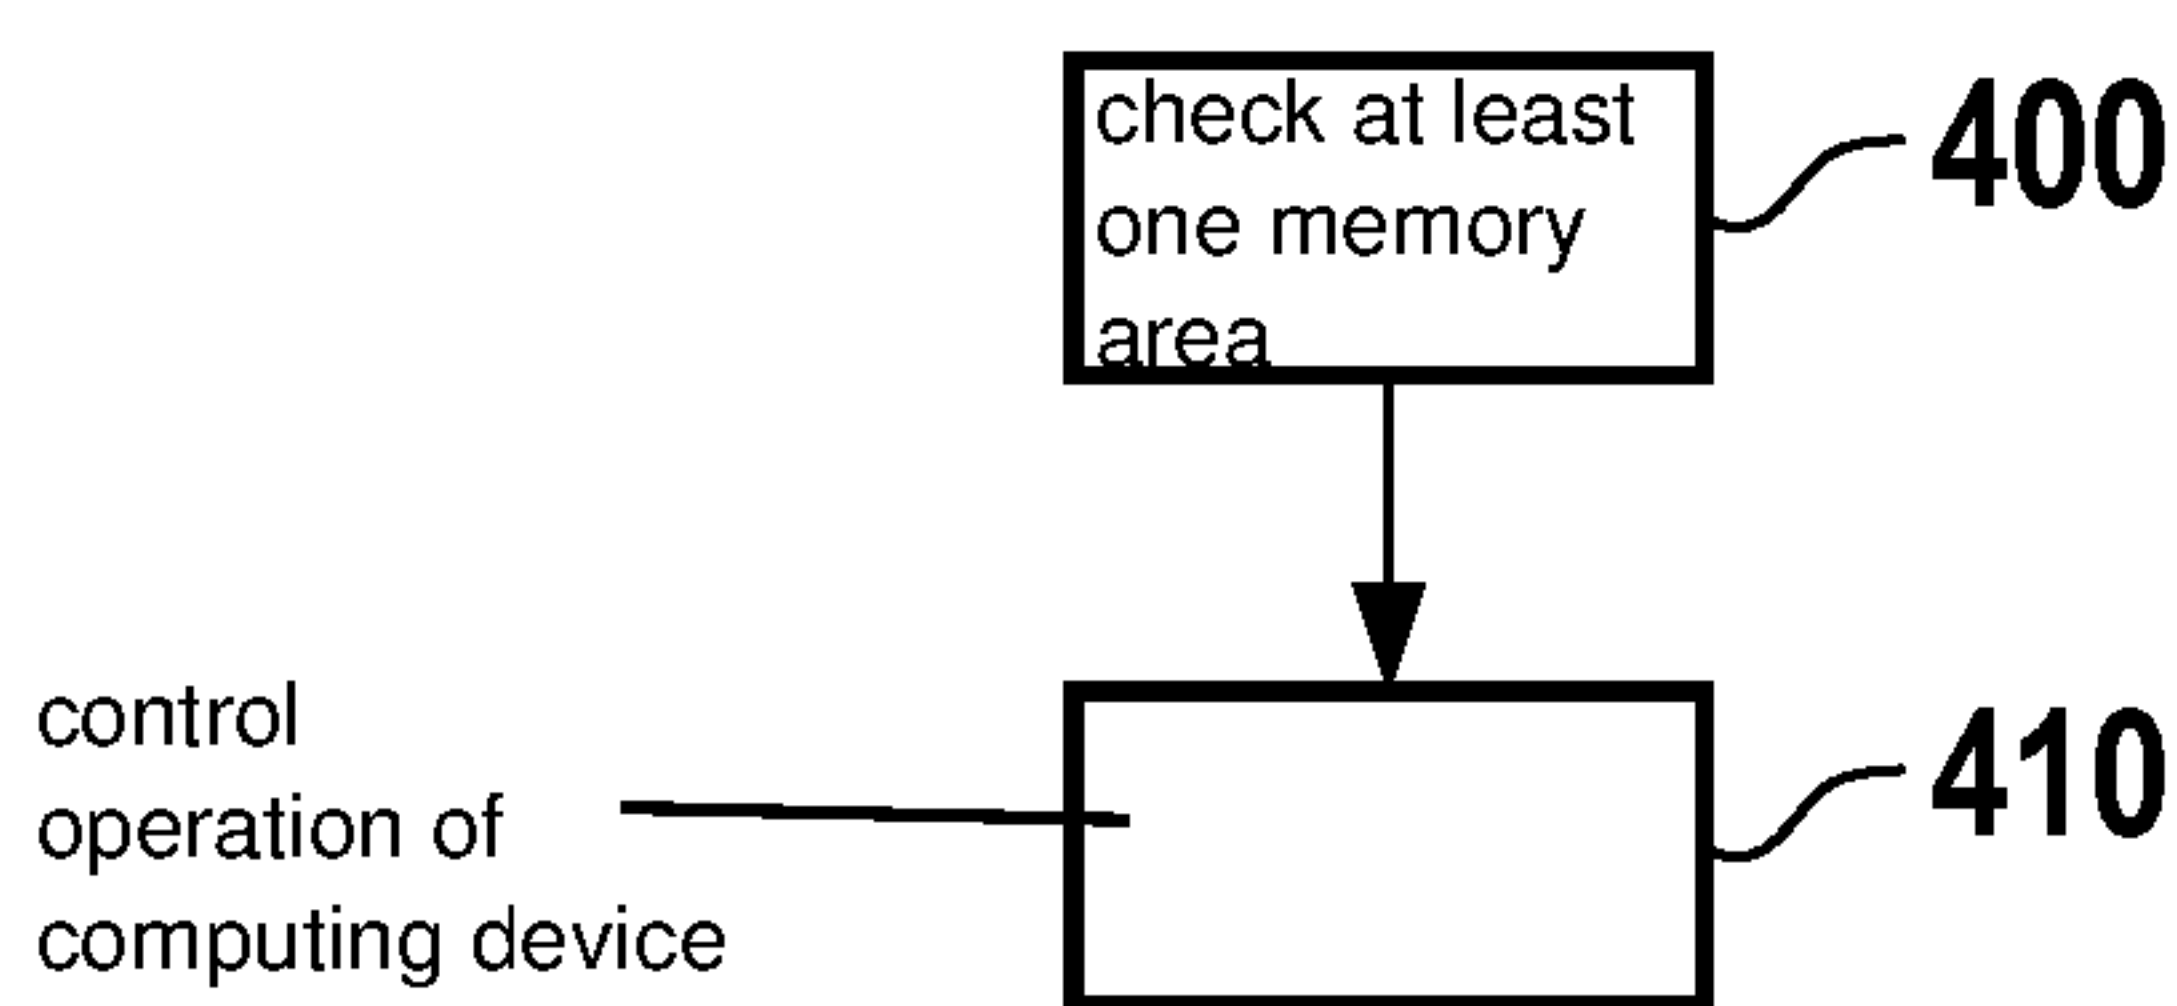 check at least
one memory
area
400
control
operation of
computing device
410